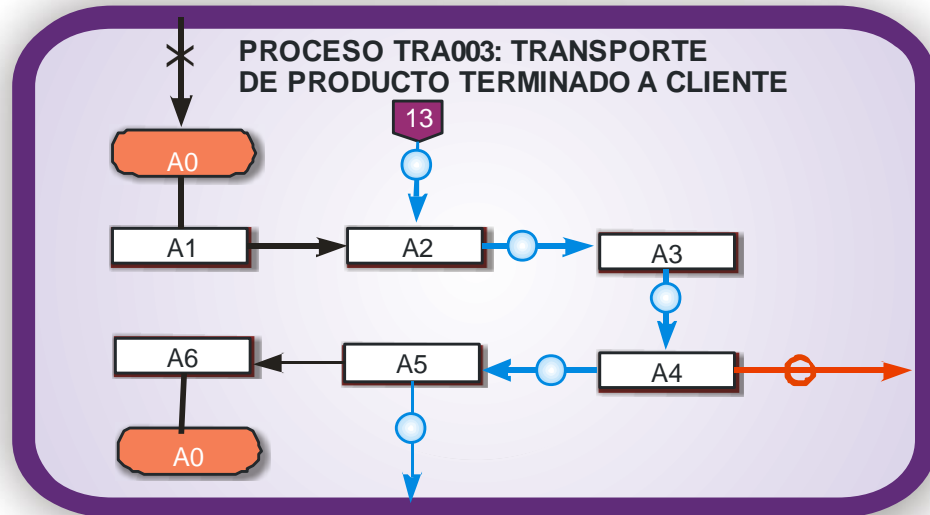 PROCESO TRA003: TRANSPORTE
DE PRODUCTO TERMINADO A CLIENTE
13
A0
A1
A2
A3
A6
A5
A4
A0